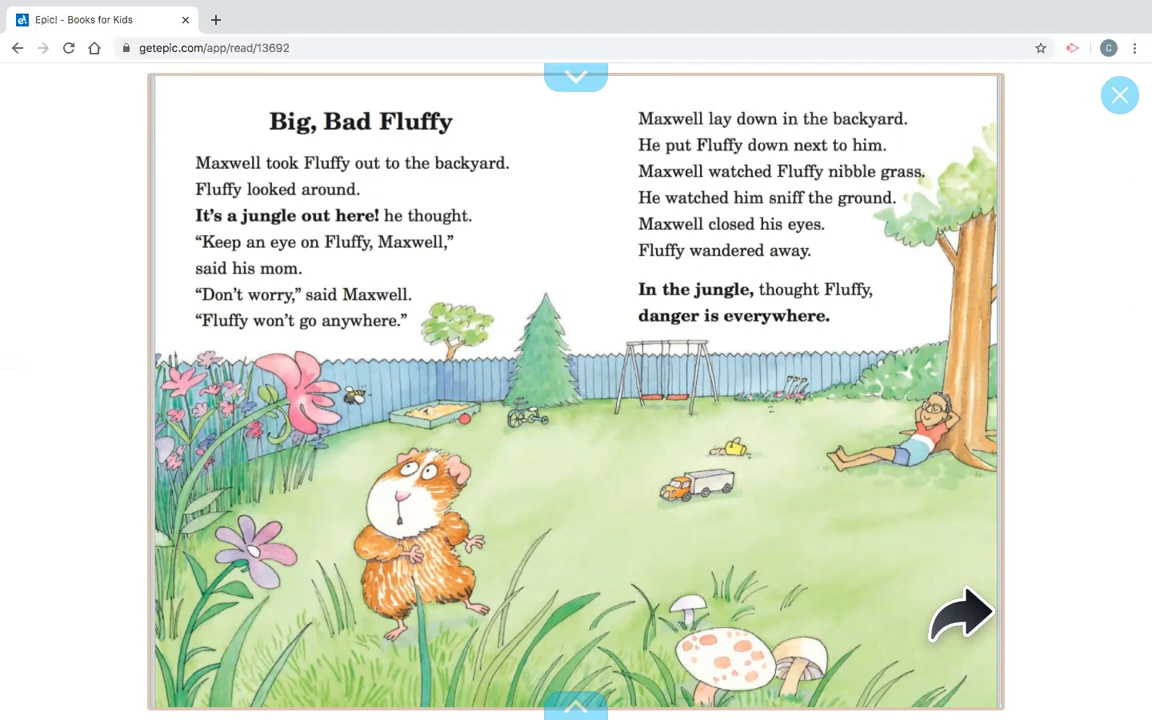 Epic! - Books for Kids
getepic.com/app/read/13692
C
Big, Bad Fluffy
Maxwell took Fluffy out to the backyard.
Fluffy looked around.
It's a jungle out here! he thought.
“Keep an eye on Fluffy, Maxwell,”
said his mom.
“Don't worry,” said Maxwell.
“Fluffy won't go anywhere.”
Maxwell lay down in the backyard.
He put Fluffy down next to him.
Maxwell watched Fluffy nibble grass.
He watched him sniff the ground.
Maxwell closed his eyes.
Fluffy wandered away.
In the jungle, thought Fluffy,
danger is everywhere.